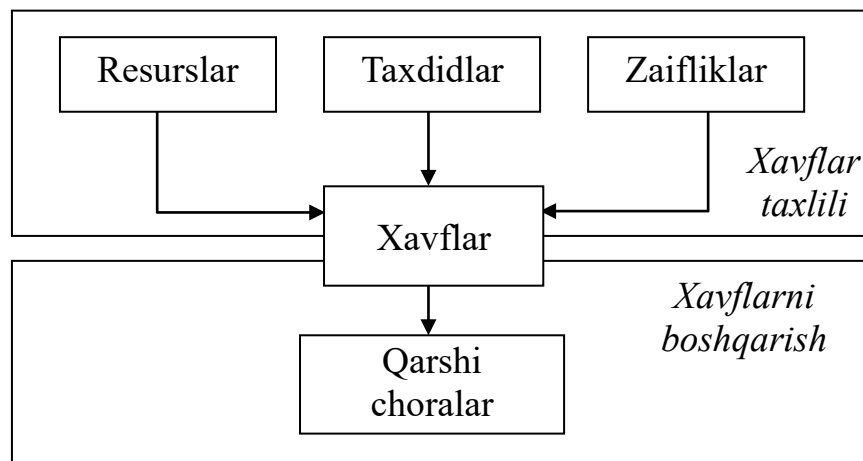 Resurslar
Taxdidlar
Zaifliklar
Xavflar
taxlili
Xavflar
Xavflarni
boshqarish
Qarshi
choralar